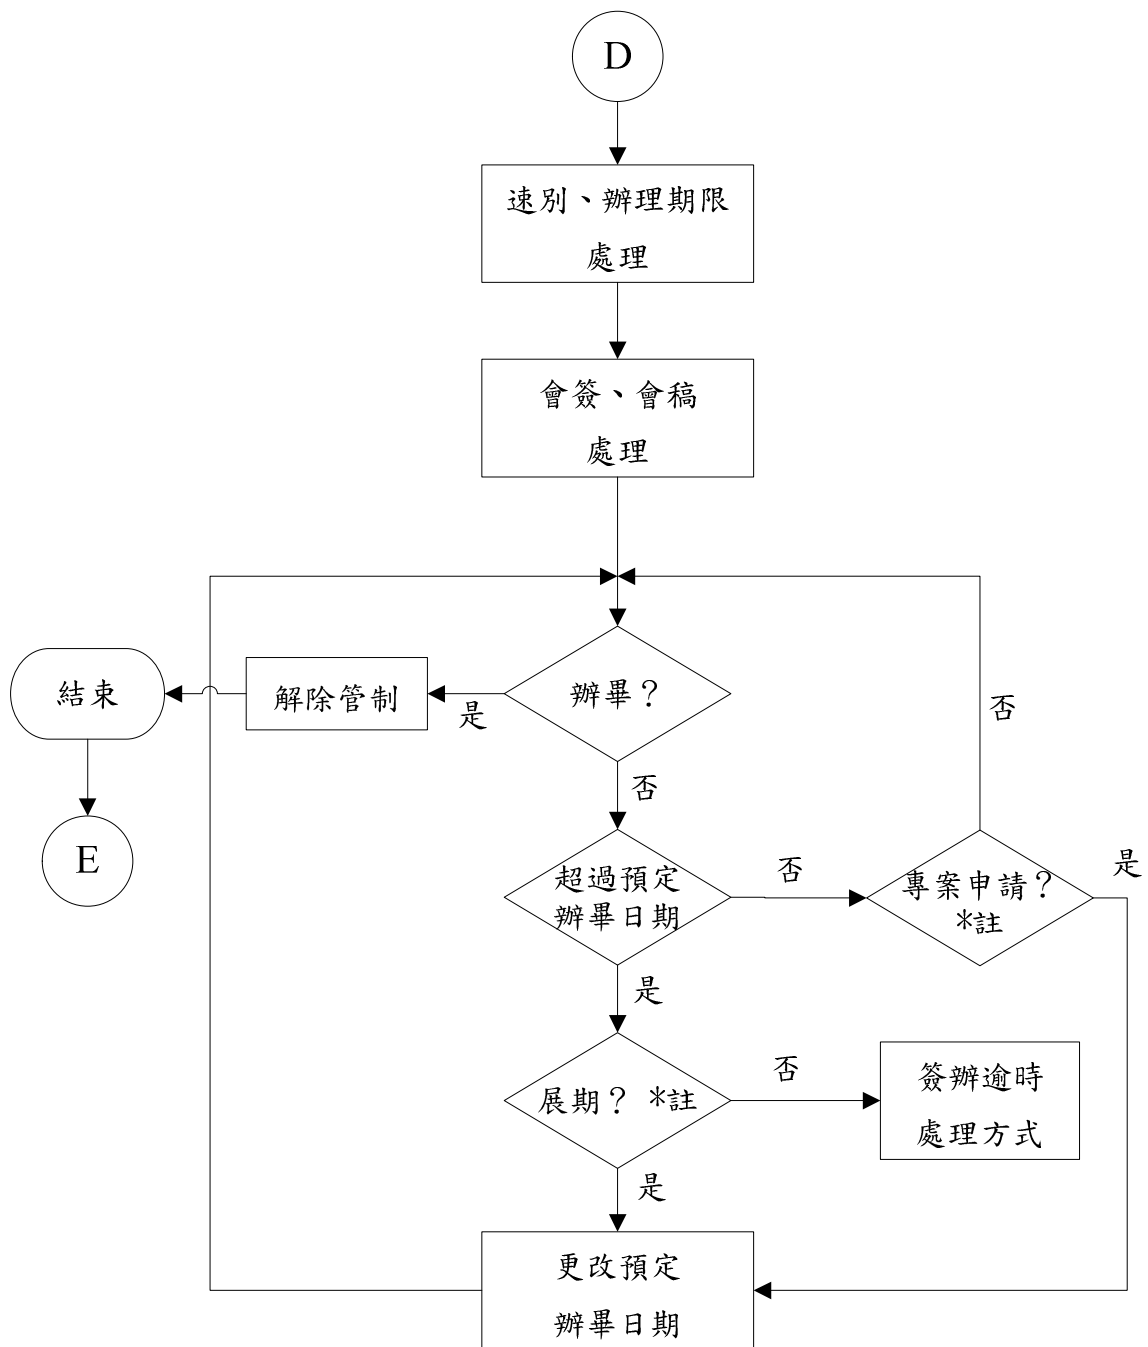 D
速別、辦理期限
處理
會簽、會稿
處理
結束
解除管制
是
辦畢？
否
否
E
超過預定
辦畢日期
否
專案申請？
*註
是
是
展期？ *註
否
簽辦逾時
處理方式
是
更改預定
辦畢日期